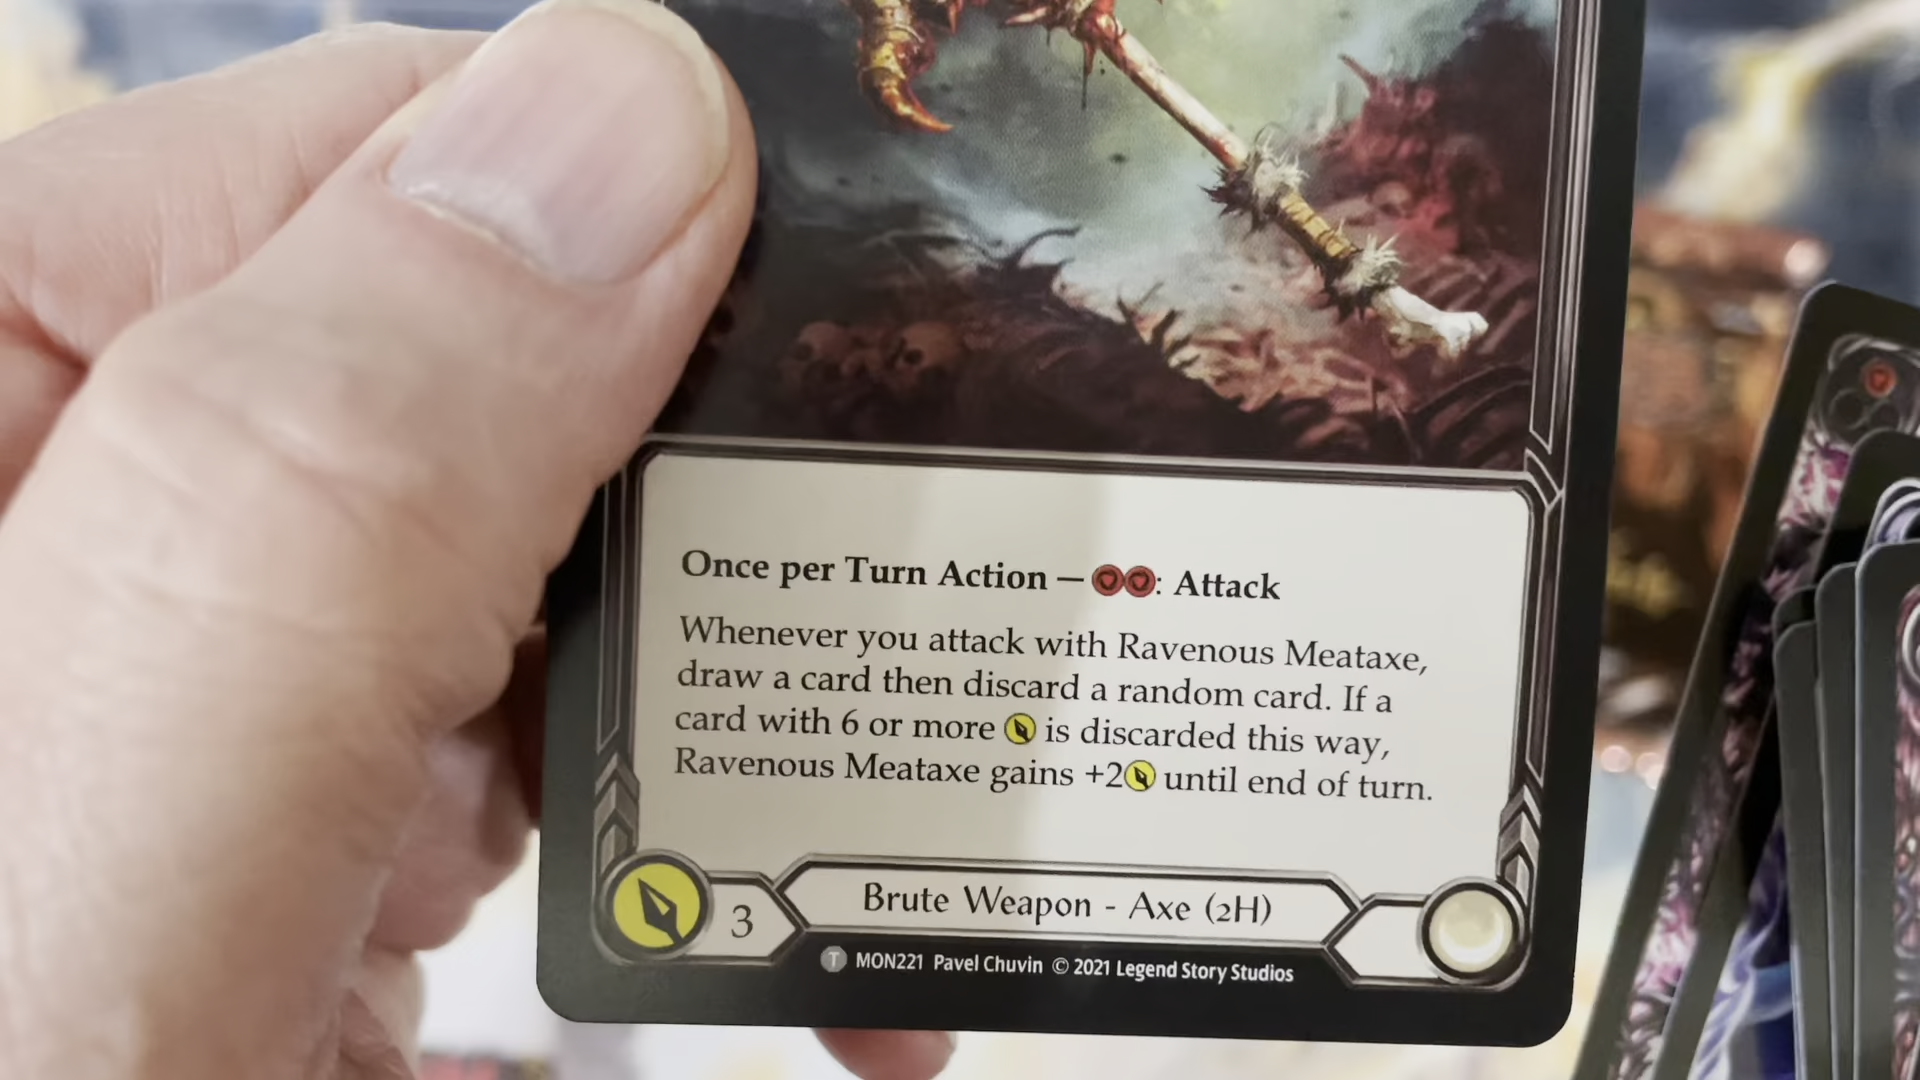 Once per Turn Action — : Attack
Whenever you attack with Ravenous Meataxe,
draw a card then discard a random card. If a
card with 6 or more is discarded this way,
Ravenous Meataxe gains +2 until end of turn.
3
Brute Weapon - Axe (2H)
T MON221 Pavel Chuvin © 2021 Legend Story Studios